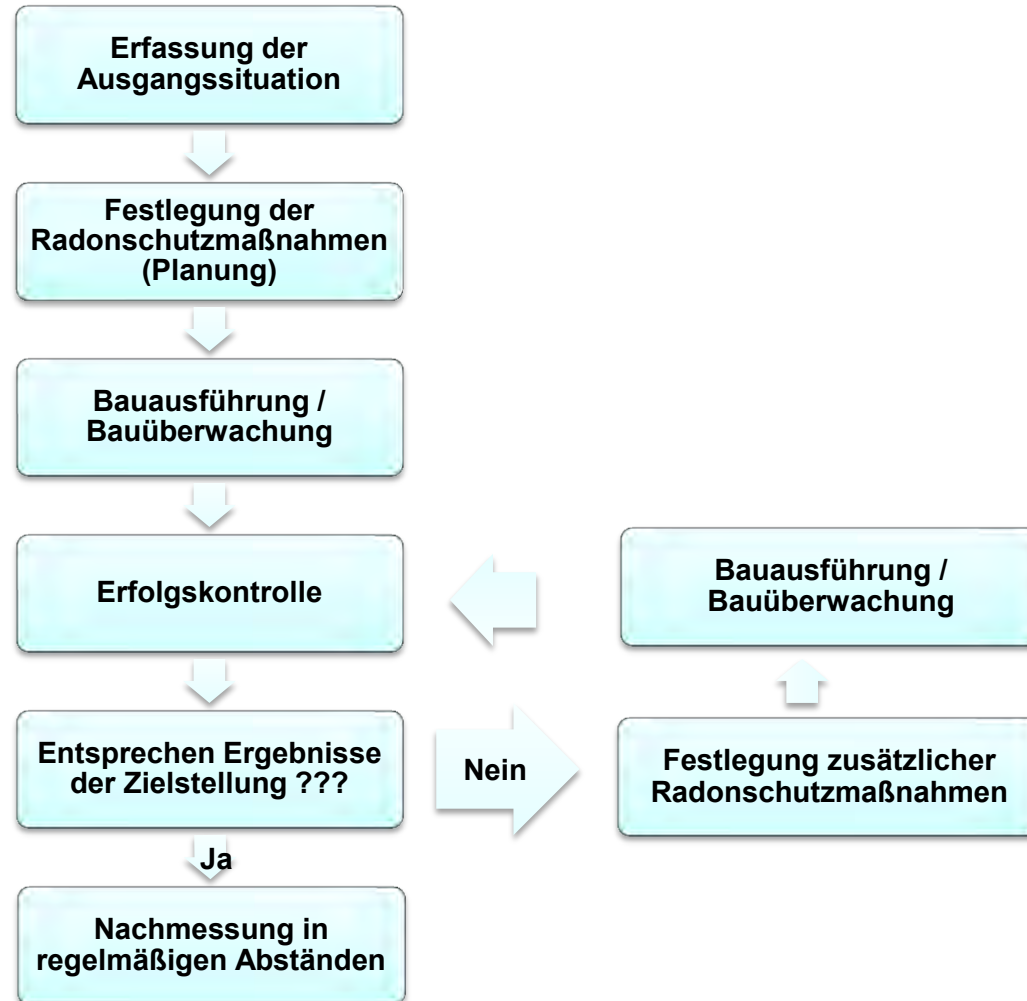 Erfassung der
Ausgangssituation
Festlegung der
Radonschutzmaßnahmen
(Planung)
Bauausführung /
Bauüberwachung
Erfolgskontrolle
Bauausführung /
Bauüberwachung
Entsprechen Ergebnisse
der Zielstellung ???
Nein
Festlegung zusätzlicher
Radonschutzmaßnahmen
Ja
Nachmessung in
regelmäßigen Abständen